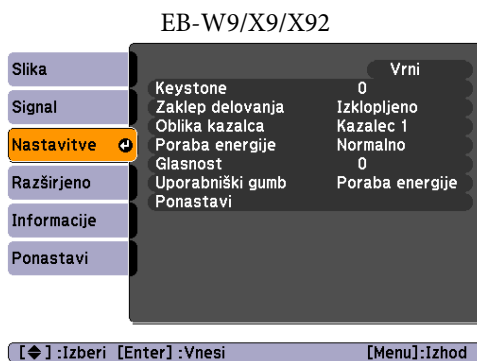 EB-W9/X9/X92
Slika
Signal
Nastavitve
Razširjeno
Informacije
Ponastavi
Vrni
Keystone 0
Zaklep delovanja Izklopljeno
Oblika kazalca Kazalec 1
Poraba energije Normalno
Glasnost 0
Uporabniški gumb Poraba energije
Ponastavi
[◆] :Izberi [Enter] :Vnesi [Menu]:Izhod